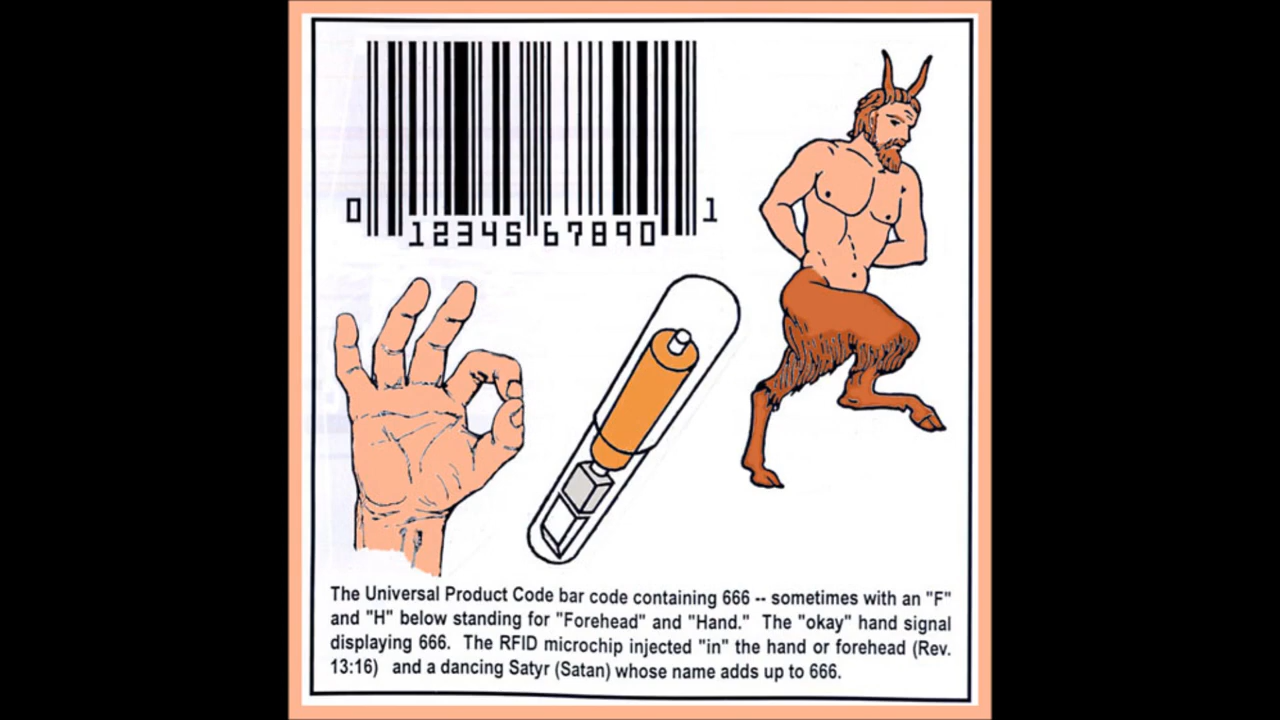 0 12345 67890 1
The Universal Product Code bar code containing 666 -- sometimes with an "F"
and "H" below standing for "Forehead" and "Hand." The "okay" hand signal
displaying 666. The RFID microchip injected "in" the hand or forehead (Rev.
13:16) and a dancing Satyr (Satan) whose name adds up to 666.